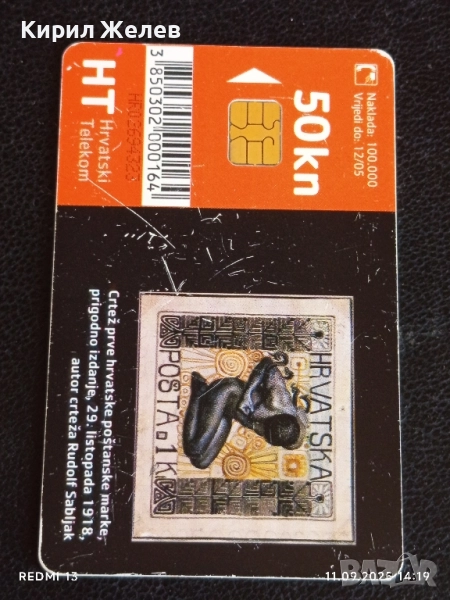 Кирил Желев
HT Hrvatski
Telekom
3 850302 000164
50kn
Naklada: 100.000
Vrijedi do: 12/05
HRVATSKA
POŠTA 1K
Crtež prve hrvatske poštanske marke,
prigodno izdanje, 29. listopada 1918,
autor crteža Rudolf Sabljak
REDMI 13
11.09.2025 14:19
bazar